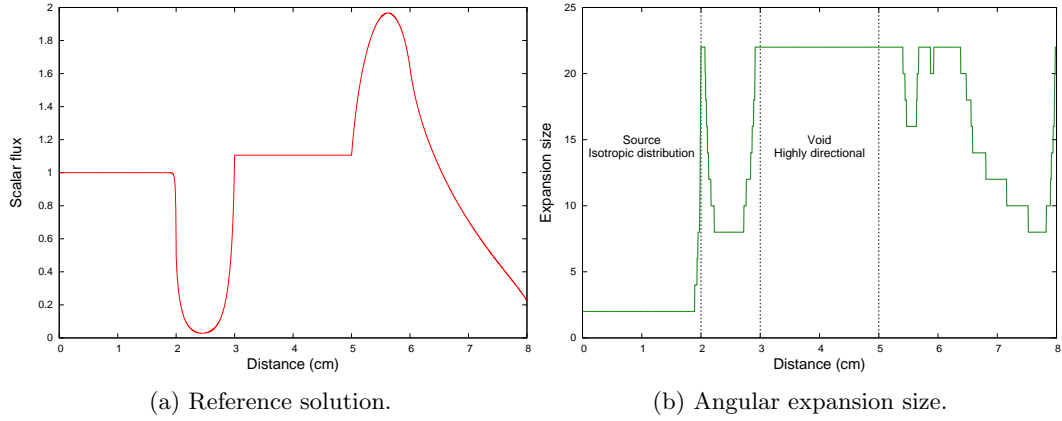 2
1.8
1.6
1.4
1.2
1
0.8
0.6
0.4
0.2
0
Scalar flux
0 1 2 3 4 5 6 7 8
Distance (cm)
(a) Reference solution.
25
20
15
10
5
0
Expansion size
Source
Isotropic distribution
Void
Highly directional
0 1 2 3 4 5 6 7 8
Distance (cm)
(b) Angular expansion size.